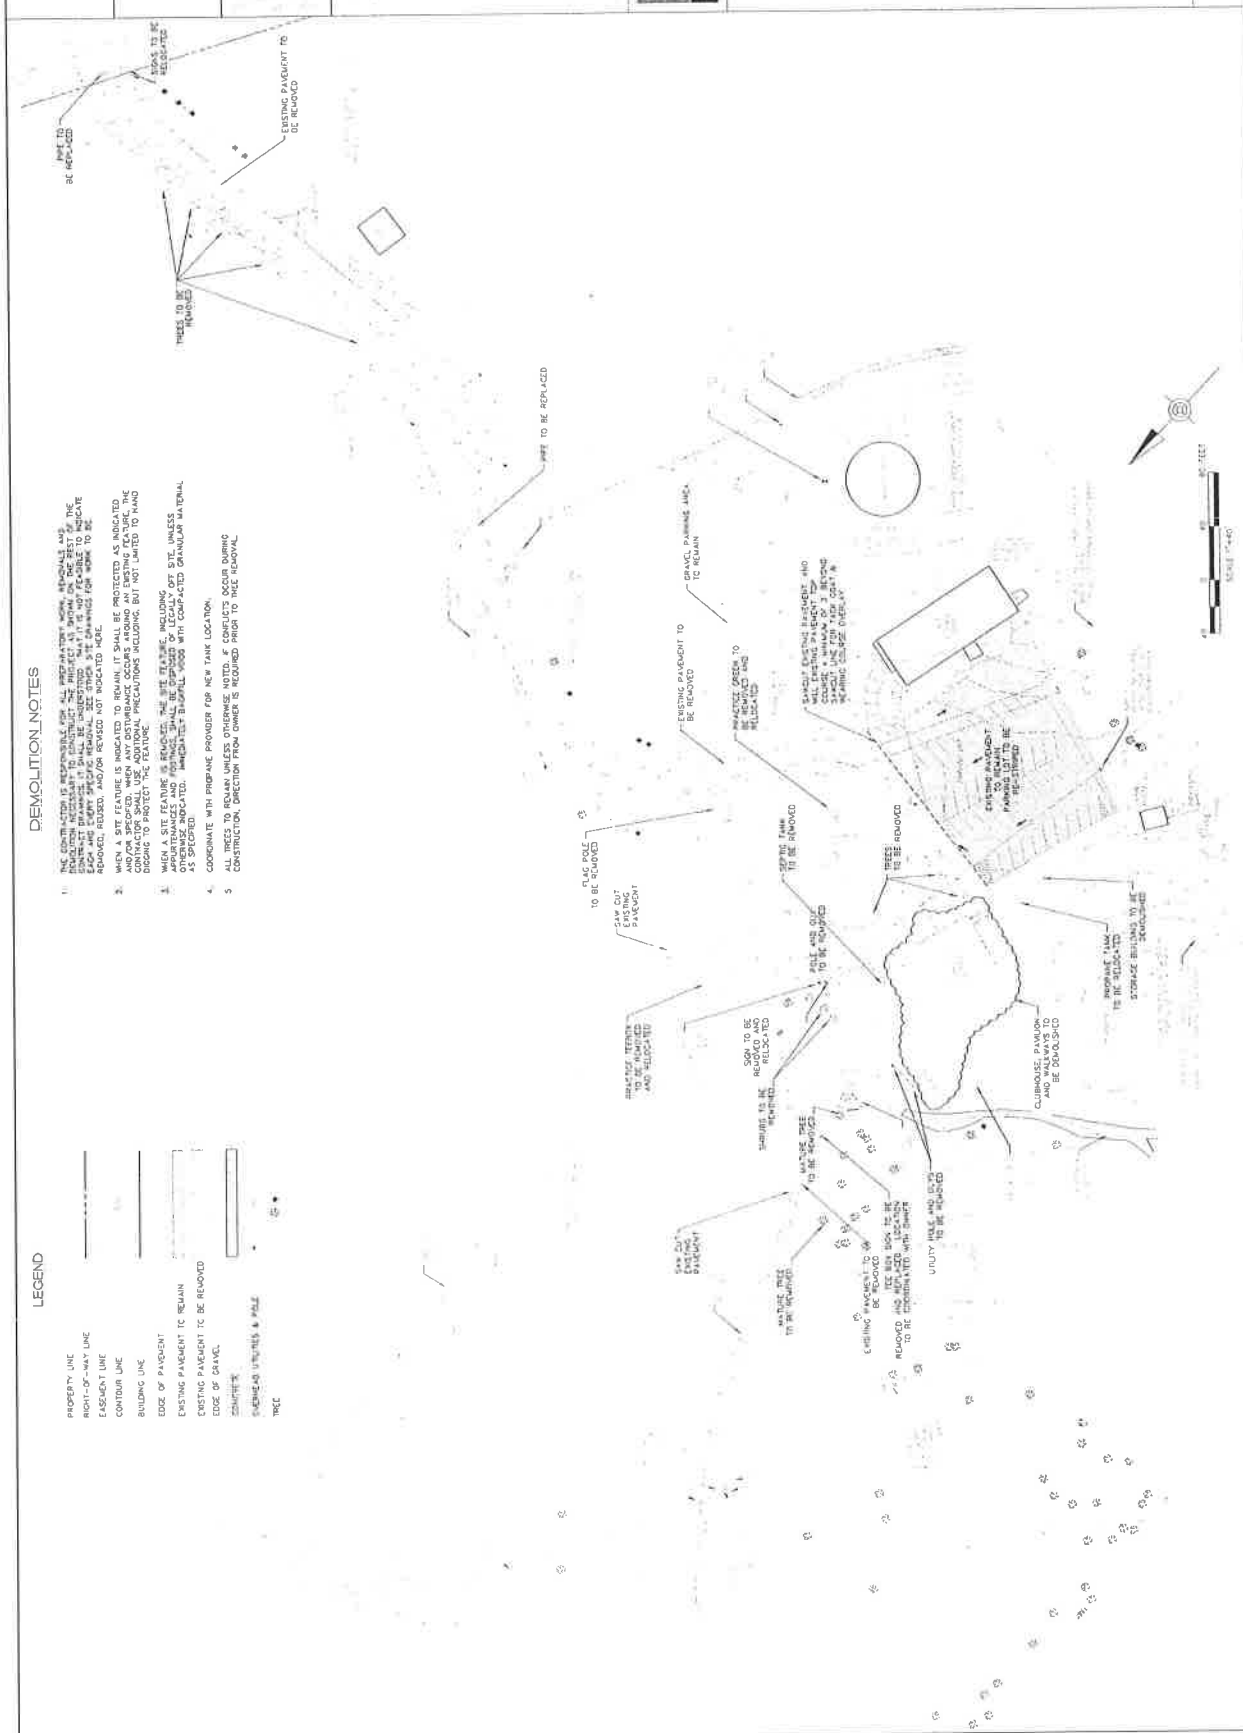 LEGEND
PROPERTY LINE
RIGHT-OF-WAY LINE
EASEMENT LINE
CONTOUR LINE
BUILDING LINE
EDGE OF PAVEMENT
EXISTING PAVEMENT TO REMAIN
EXISTING PAVEMENT TO BE REMOVED
EDGE OF GRAVEL
CONCRETE
OVERHEAD UTILITIES & POLE
TREE
DEMOLITION NOTES
1. THE CONTRACTOR IS RESPONSIBLE FOR ALL PREPARATORY WORK, REMOVALS AND
DEMOLITION NECESSARY TO CONSTRUCT THE PROJECT AS SHOWN ON THE REST OF THE
CONTRACT DRAWINGS. IT SHALL BE UNDERSTOOD THAT IT IS NOT FEASIBLE TO INDICATE
EACH AND EVERY SPECIFIC REMOVAL. SEE OTHER SITE DRAWINGS FOR WORK TO BE
REMOVED, REUSED, AND/OR REVISED NOT INDICATED HERE.
2. WHEN A SITE FEATURE IS INDICATED TO REMAIN, IT SHALL BE PROTECTED AS INDICATED
AND/OR SPECIFIED. WHEN ANY DISTURBANCE OCCURS AROUND AN EXISTING FEATURE, THE
CONTRACTOR SHALL USE ADDITIONAL PRECAUTIONS INCLUDING, BUT NOT LIMITED TO HAND
DIGGING TO PROTECT THE FEATURE.
3. WHEN A SITE FEATURE IS REMOVED, THE SITE FEATURE, INCLUDING
APPURTENANCES AND FOOTINGS, SHALL BE DISPOSED OF LEGALLY OFF SITE, UNLESS
OTHERWISE INDICATED. IMMEDIATELY BACKFILL VOIDS WITH COMPACTED GRANULAR MATERIAL
AS SPECIFIED.
4. COORDINATE WITH PROPANE PROVIDER FOR NEW TANK LOCATION.
5 ALL TREES TO REMAIN UNLESS OTHERWISE NOTED. IF CONFLICTS OCCUR DURING
CONSTRUCTION, DIRECTION FROM OWNER IS REQUIRED PRIOR TO TREE REMOVAL.
PIPE TO
BE REPLACED
SIGNS TO BE
RELOCATED
TREES TO BE
REMOVED
EXISTING PAVEMENT TO
BE REMOVED
PIPE TO BE REPLACED
FLAG POLE
TO BE REMOVED
SAW CUT
EXISTING
PAVEMENT
PRACTICE
TO BE REMOVED
AND RELOCATED
EXISTING PAVEMENT TO
BE REMOVED
GRAVEL PARKING AREA
TO REMAIN
PRACTICE GREEN TO
BE REMOVED AND
RELOCATED
SEPTIC TANK
TO BE REMOVED
SAWCUT EXISTING PAVEMENT, AND
MILL EXISTING PAVEMENT TOP
COURSE A MINIMUM OF 3' BEYOND
SAWCUT LINE FOR TACK COAT &
WEARING COURSE OVERLAY
SAW CUT
EXISTING
PAVEMENT
SIGN TO BE
REMOVED AND
RELOCATED
SHRUBS TO BE
REMOVED
MATURE TREE
TO BE REMOVED
POLE AND GUY
TO BE REMOVED
TREES
TO BE REMOVED
MATURE TREE
TO BE REMOVED
EXISTING PAVEMENT TO
BE REMOVED
TEE BOX SIGN TO BE
REMOVED AND REPLACED. LOCATION
TO BE COORDINATED WITH OWNER
UTILITY POLE AND GUYS
TO BE REMOVED
EXISTING PAVEMENT
TO REMAIN
PARKING LOT TO BE
RE-STRIPED
CLUBHOUSE, PAVILION
AND WALKWAYS TO
BE DEMOLISHED
PROPANE TANK
TO BE RELOCATED
STORAGE BUILDING TO BE
DEMOLISHED
SCALE 1"=40'